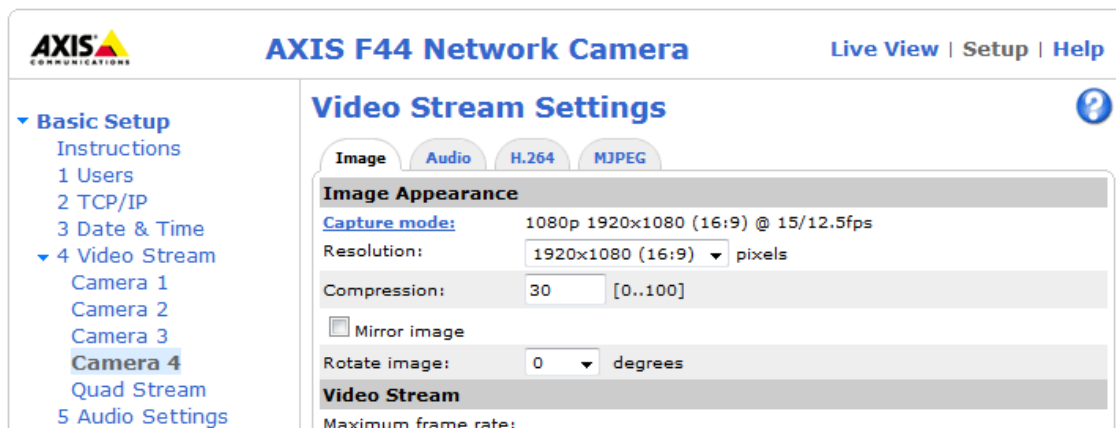 AXIS
COMMUNICATIONS
AXIS F44 Network Camera
Live View | Setup | Help
Basic Setup
Instructions
1 Users
2 TCP/IP
3 Date & Time
4 Video Stream
Camera 1
Camera 2
Camera 3
Camera 4
Quad Stream
5 Audio Settings
Video Stream Settings
?
Image Audio H.264 MJPEG
Image Appearance
Capture mode: 1080p 1920x1080 (16:9) @ 15/12.5fps
Resolution: 1920x1080 (16:9) pixels
Compression: 30 [0..100]
Mirror image
Rotate image: 0 degrees
Video Stream
Maximum frame rate: